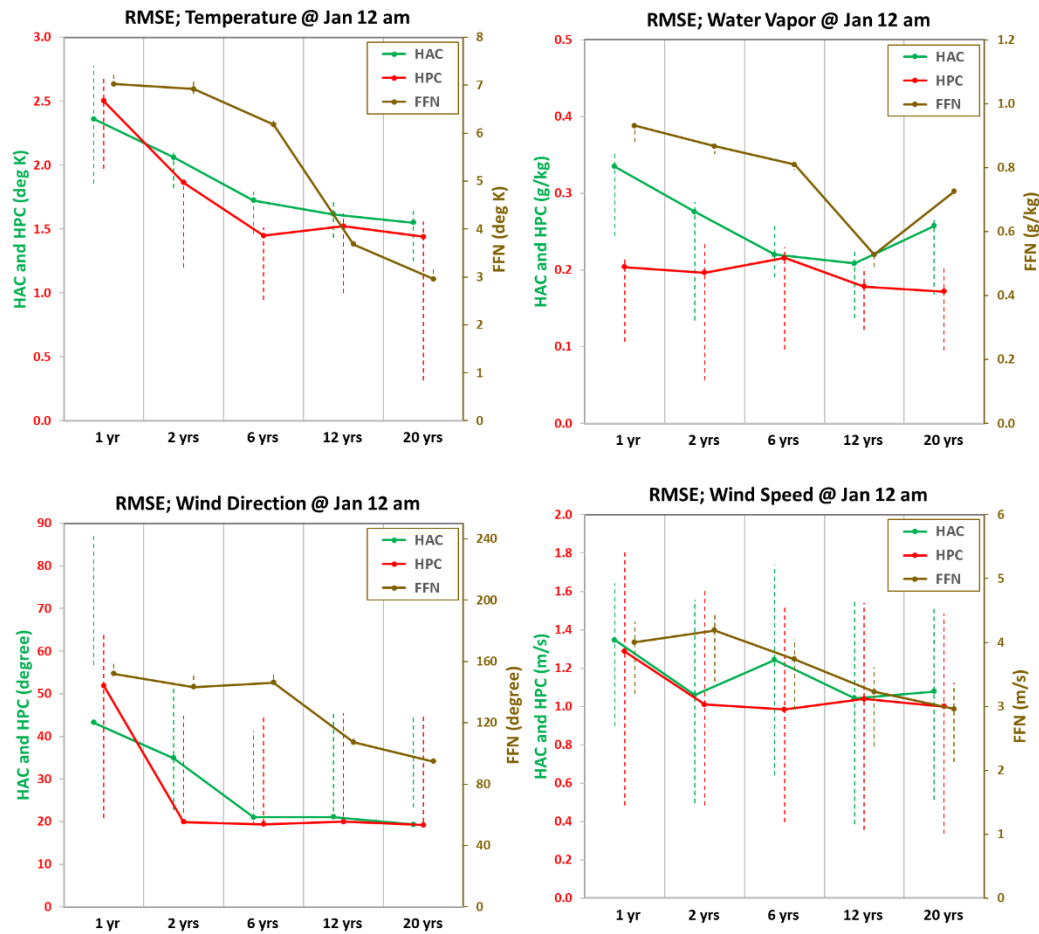 RMSE; Temperature @ Jan 12 am
HAC and HPC (deg K)
3.0
2.5
2.0
1.5
1.0
0.5
0.0
HAC
HPC
FFN
8
7
6
5
4
3
2
1
0
FFN (deg K)
1 yr
2 yrs
6 yrs
12 yrs
20 yrs
RMSE; Water Vapor @ Jan 12 am
HAC and HPC (g/kg)
0.5
0.4
0.3
0.2
0.1
0.0
HAC
HPC
FFN
1.2
1.0
0.8
0.6
0.4
0.2
0.0
FFN (g/kg)
1 yr
2 yrs
6 yrs
12 yrs
20 yrs
RMSE; Wind Direction @ Jan 12 am
HAC and HPC (degree)
90
80
70
60
50
40
30
20
10
0
HAC
HPC
FFN
240
200
160
120
80
40
0
FFN (degree)
1 yr
2 yrs
6 yrs
12 yrs
20 yrs
RMSE; Wind Speed @ Jan 12 am
HAC and HPC (m/s)
2.0
1.8
1.6
1.4
1.2
1.0
0.8
0.6
0.4
0.2
0.0
HAC
HPC
FFN
6
5
4
3
2
1
0
FFN (m/s)
1 yr
2 yrs
6 yrs
12 yrs
20 yrs